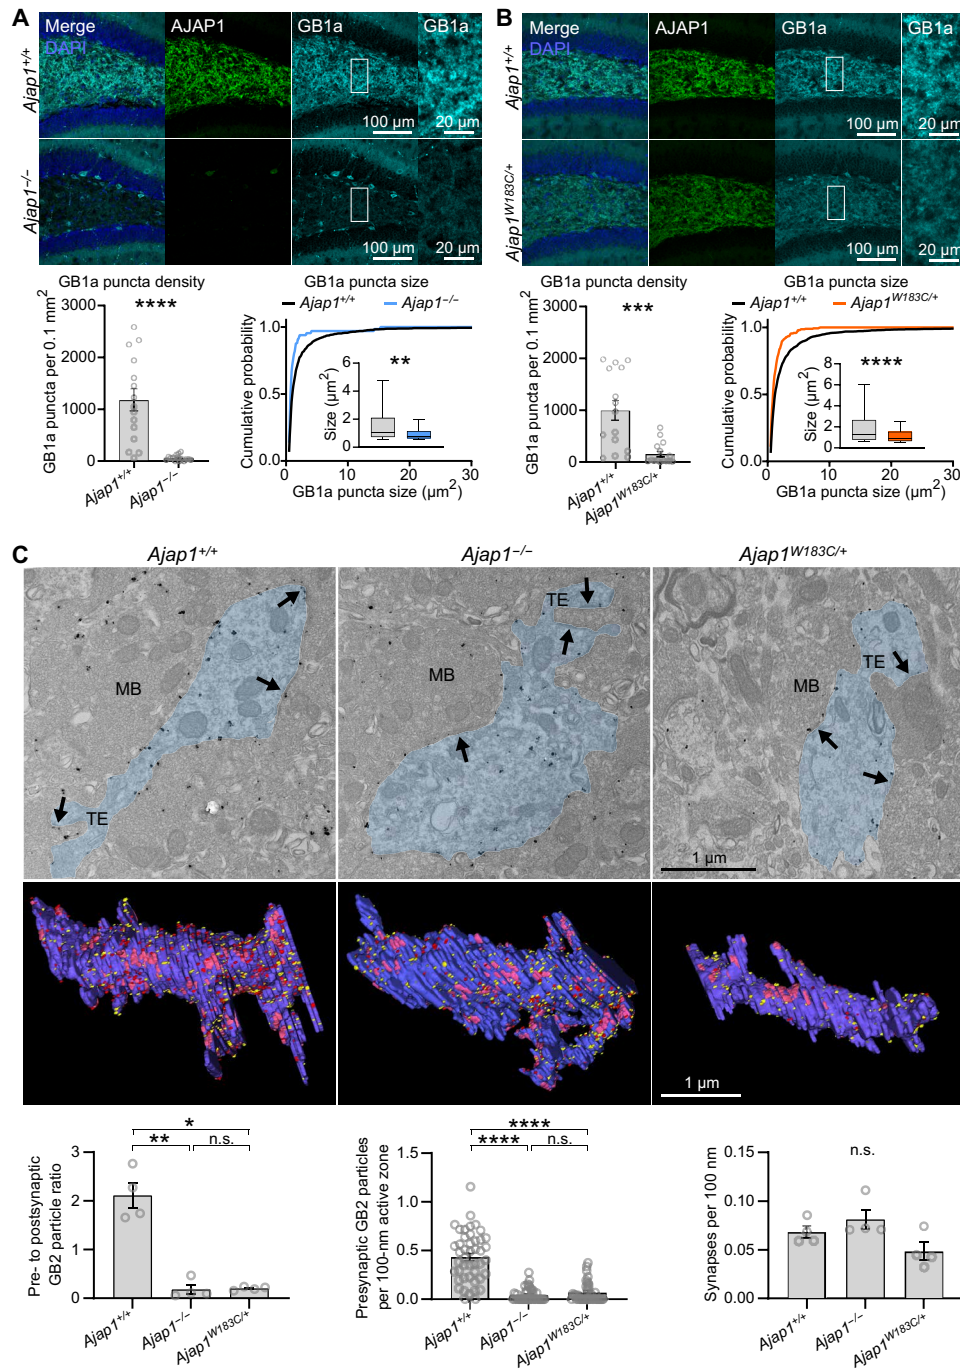 A
Merge
DAPI
AJAP1
GB1a
GB1a
Ajap1+/+
100 µm
20 µm
Ajap1−/−
100 µm
20 µm
GB1a puncta density
****
GB1a puncta per 0.1 mm2
3000
2000
1000
0
Ajap1+/+
Ajap1−/−
GB1a puncta size
Ajap1+/+
Ajap1−/−
Cumulative probability
1.0
0.5
0.0
0
10
20
30
GB1a puncta size (µm2)
**
Size (µm2)
6
4
2
0
B
Merge
DAPI
AJAP1
GB1a
GB1a
Ajap1+/+
100 µm
20 µm
Ajap1W183C/+
100 µm
20 µm
GB1a puncta density
***
GB1a puncta per 0.1 mm2
3000
2000
1000
0
Ajap1+/+
Ajap1W183C/+
GB1a puncta size
Ajap1+/+
Ajap1W183C/+
Cumulative probability
1.0
0.5
0.0
0
10
20
30
GB1a puncta size (µm2)
****
Size (µm2)
8
6
4
2
0
C
Ajap1+/+
Ajap1−/−
Ajap1W183C/+
MB
TE
MB
TE
MB
TE
1 µm
1 µm
*
**
n.s.
Pre- to postsynaptic
GB2 particle ratio
3
2
1
0
Ajap1+/+
Ajap1−/−
Ajap1W183C/+
****
****
n.s.
Presynaptic GB2 particles
per 100-nm active zone
1.5
1.0
0.5
0.0
Ajap1+/+
Ajap1−/−
Ajap1W183C/+
n.s.
Synapses per 100 nm
0.15
0.10
0.05
0.00
Ajap1+/+
Ajap1−/−
Ajap1W183C/+